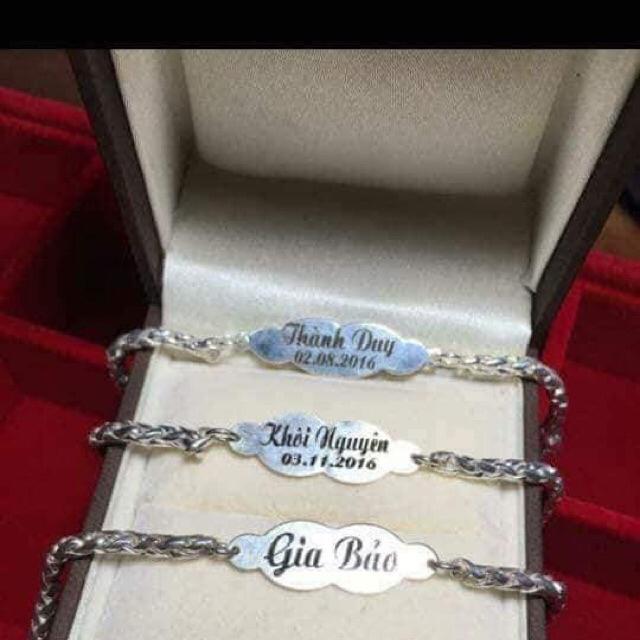 Thành Duy
02.08.2016
Khôi Nguyên
03.11.2016
Gia Bảo